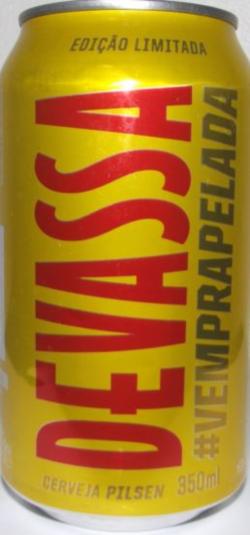 EDIÇÃO LIMITADA
DEVASSA
#VEMPRAPELADA
CERVEJA PILSEN 350ml